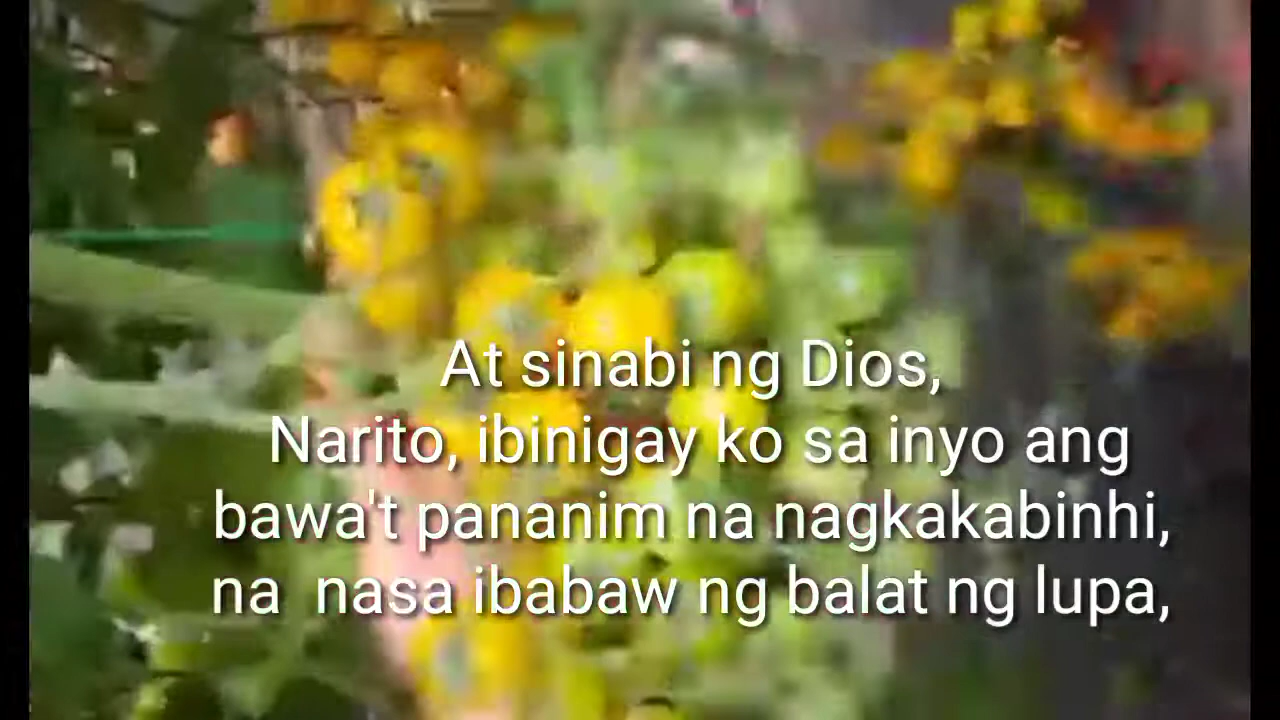 At sinabi ng Dios,
Narito, ibinigay ko sa inyo ang
bawa't pananim na nagkakabinhi,
na nasa ibabaw ng balat ng lupa,